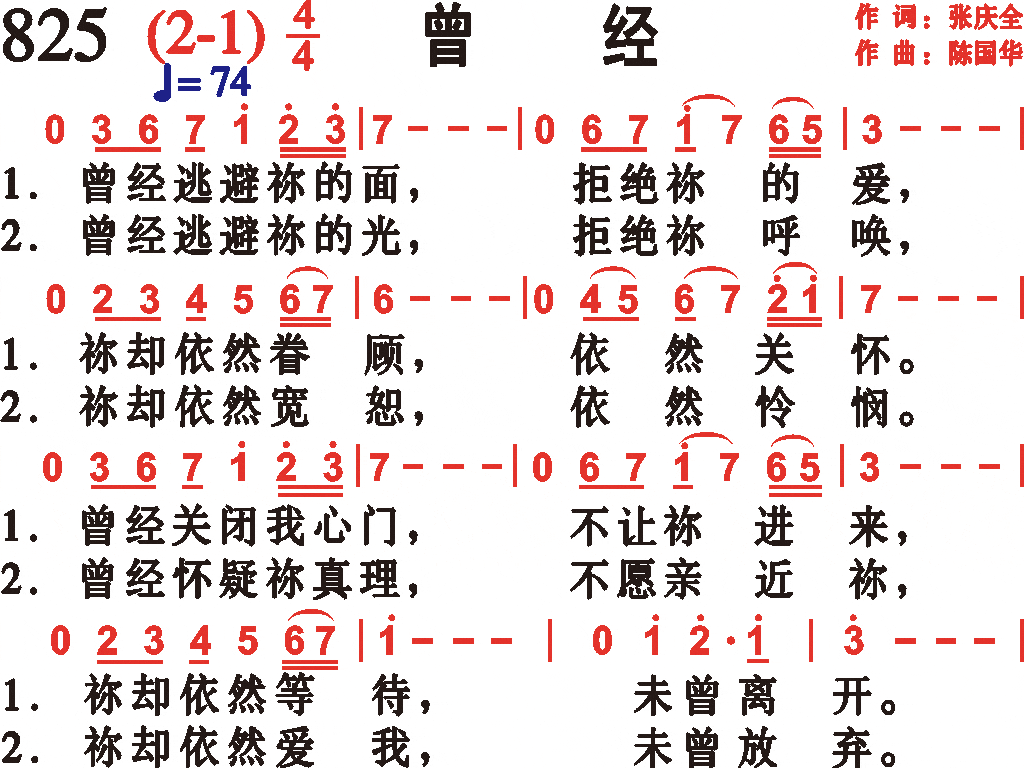 825 (2-1) 4/4 曾 经 作 词：张庆全
♩= 74 作 曲：陈国华
0 3 6 7 i̇ 2̇ 3̇ | 7 - - - | 0 6 7 i̇ 7 6 5 | 3 - - - |
1. 曾经逃避祢的面， 拒绝祢 的 爱，
2. 曾经逃避祢的光， 拒绝祢 呼 唤，
0 2 3 4 5 6 7 | 6 - - - | 0 4 5 6 7 2̇ i̇ | 7 - - - |
1. 祢却依然眷 顾， 依 然 关 怀。
2. 祢却依然宽 恕， 依 然 怜 悯。
0 3 6 7 i̇ 2̇ 3̇ | 7 - - - | 0 6 7 i̇ 7 6 5 | 3 - - - |
1. 曾经关闭我心门， 不让祢 进 来，
2. 曾经怀疑祢真理， 不愿亲 近 祢，
0 2 3 4 5 6 7 | i̇ - - - | 0 i̇ 2̇ · i̇ | 3̇ - - - |
1. 祢却依然等 待， 未曾离 开。
2. 祢却依然爱 我， 未曾放 弃。